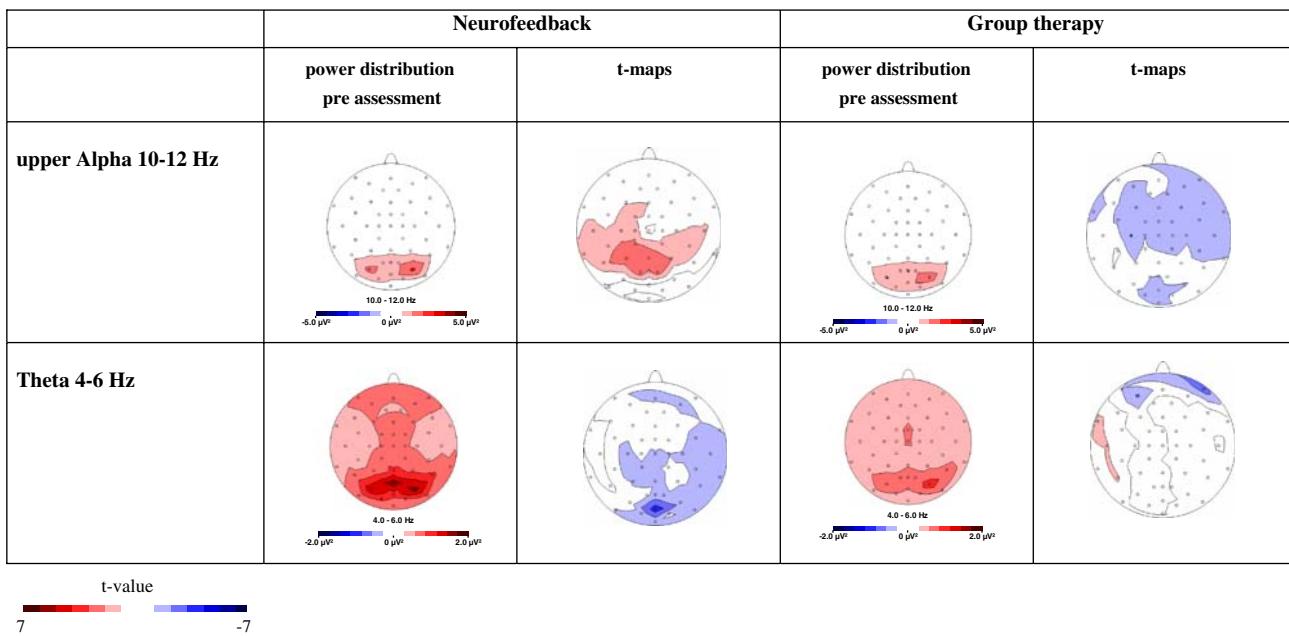 Neurofeedback Group therapy
power distribution t-maps power distribution t-maps
pre assessment pre assessment
upper Alpha 10-12 Hz
10.0 - 12.0 Hz 10.0 - 12.0 Hz
-5.0 µV² 0 µV² 5.0 µV² -5.0 µV² 0 µV² 5.0 µV²
Theta 4-6 Hz
4.0 - 6.0 Hz 4.0 - 6.0 Hz
-2.0 µV² 0 µV² 2.0 µV² -2.0 µV² 0 µV² 2.0 µV²
t-value
7 -7